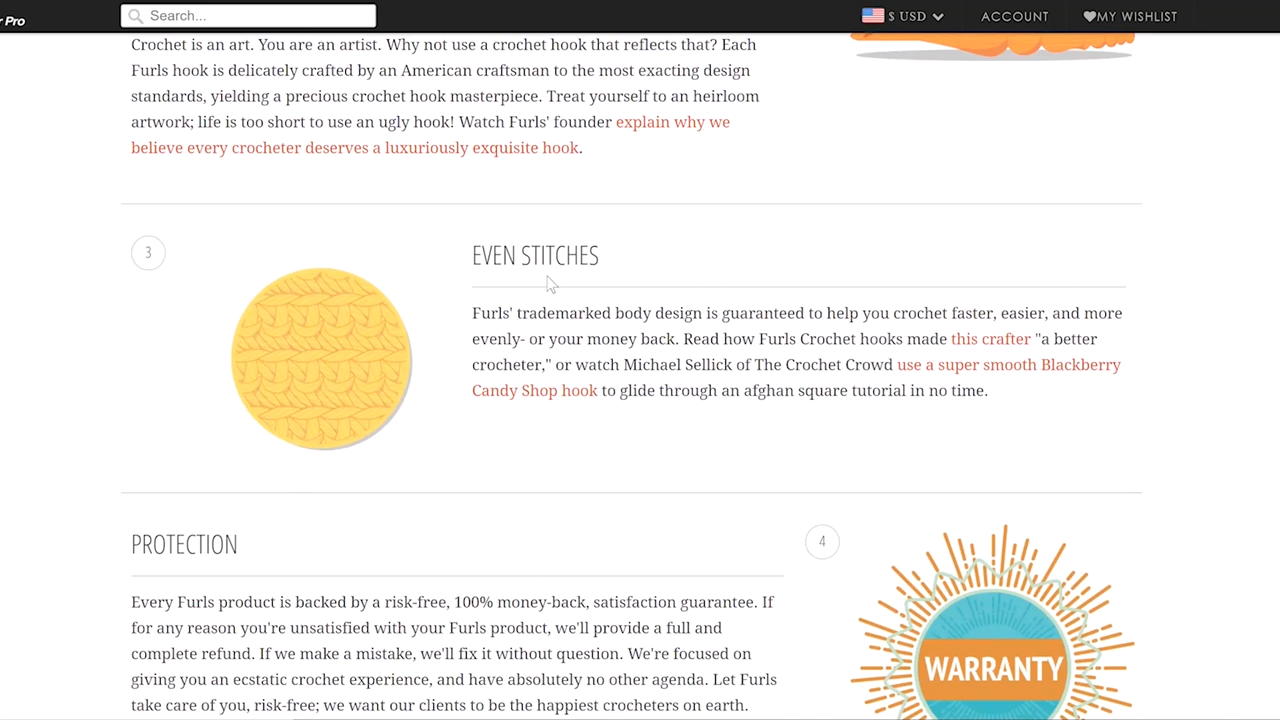 r Pro
Search...
$ USD
ACCOUNT
MY WISHLIST
Crochet is an art. You are an artist. Why not use a crochet hook that reflects that? Each
Furls hook is delicately crafted by an American craftsman to the most exacting design
standards, yielding a precious crochet hook masterpiece. Treat yourself to an heirloom
artwork; life is too short to use an ugly hook! Watch Furls' founder explain why we
believe every crocheter deserves a luxuriously exquisite hook.
3
EVEN STITCHES
Furls' trademarked body design is guaranteed to help you crochet faster, easier, and more
evenly- or your money back. Read how Furls Crochet hooks made this crafter "a better
crocheter," or watch Michael Sellick of The Crochet Crowd use a super smooth Blackberry
Candy Shop hook to glide through an afghan square tutorial in no time.
PROTECTION
4
Every Furls product is backed by a risk-free, 100% money-back, satisfaction guarantee. If
for any reason you're unsatisfied with your Furls product, we'll provide a full and
complete refund. If we make a mistake, we'll fix it without question. We're focused on
giving you an ecstatic crochet experience, and have absolutely no other agenda. Let Furls
take care of you, risk-free; we want our clients to be the happiest crocheters on earth.
WARRANTY